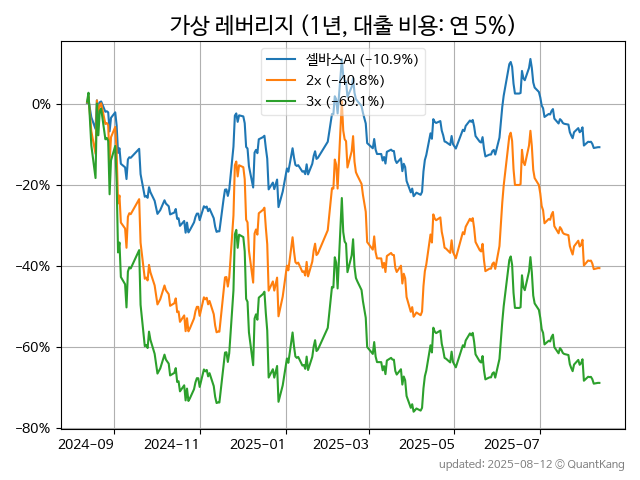 가상 레버리지 (1년, 대출 비용: 연 5%)
셀바스AI (−10.9%)
2x (−40.8%)
3x (−69.1%)
0%
−20%
−40%
−60%
−80%
2024-09
2024-11
2025-01
2025-03
2025-05
2025-07
updated: 2025-08-12 © QuantKang